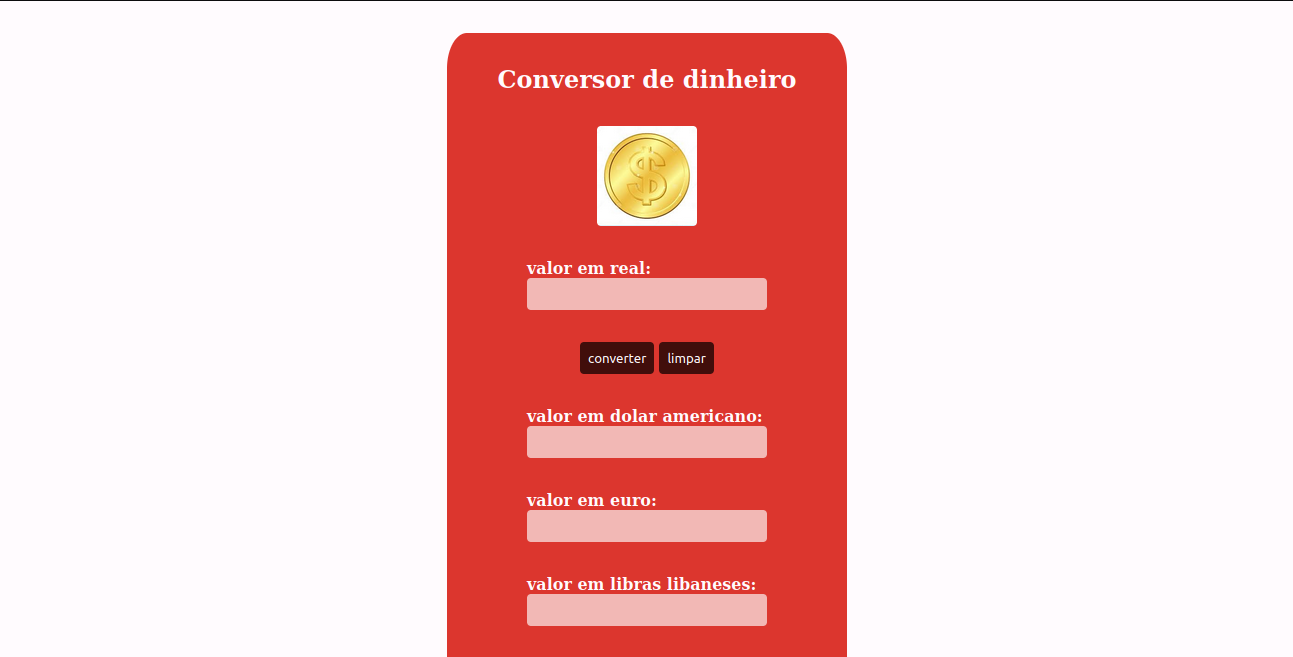 Conversor de dinheiro
$
valor em real:
converter limpar
valor em dolar americano:
valor em euro:
valor em libras libaneses: